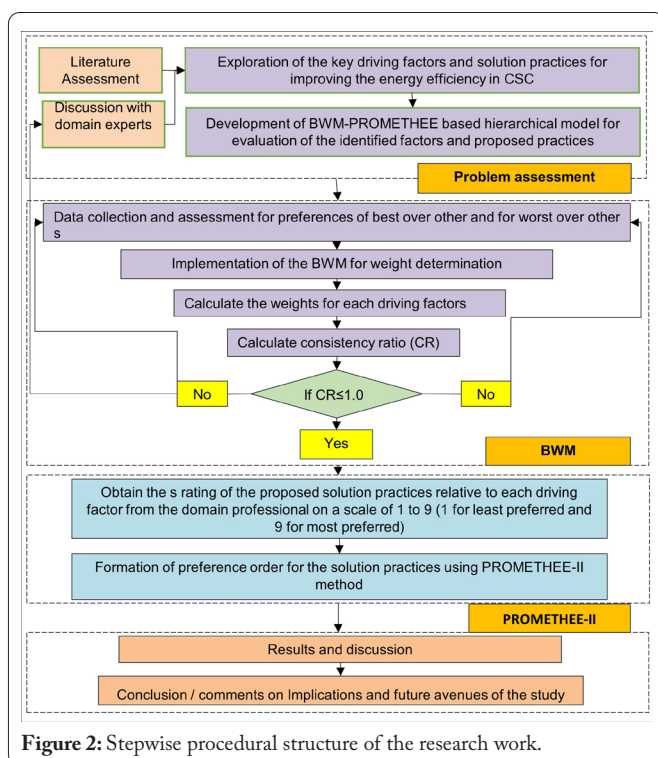 Literature
Assessment
Exploration of the key driving factors and solution practices for
improving the energy efficiency in CSC
Discussion with
domain experts
Development of BWM-PROMETHEE based hierarchical model for
evaluation of the identified factors and proposed practices
Problem assessment
Data collection and assessment for preferences of best over other and for worst over other
s
Implementation of the BWM for weight determination
Calculate the weights for each driving factors
Calculate consistency ratio (CR)
No
If CR≤1.0
No
Yes
BWM
Obtain the s rating of the proposed solution practices relative to each driving
factor from the domain professional on a scale of 1 to 9 (1 for least preferred and
9 for most preferred)
Formation of preference order for the solution practices using PROMETHEE-II
method
PROMETHEE-II
Results and discussion
Conclusion / comments on Implications and future avenues of the study
Figure 2: Stepwise procedural structure of the research work.